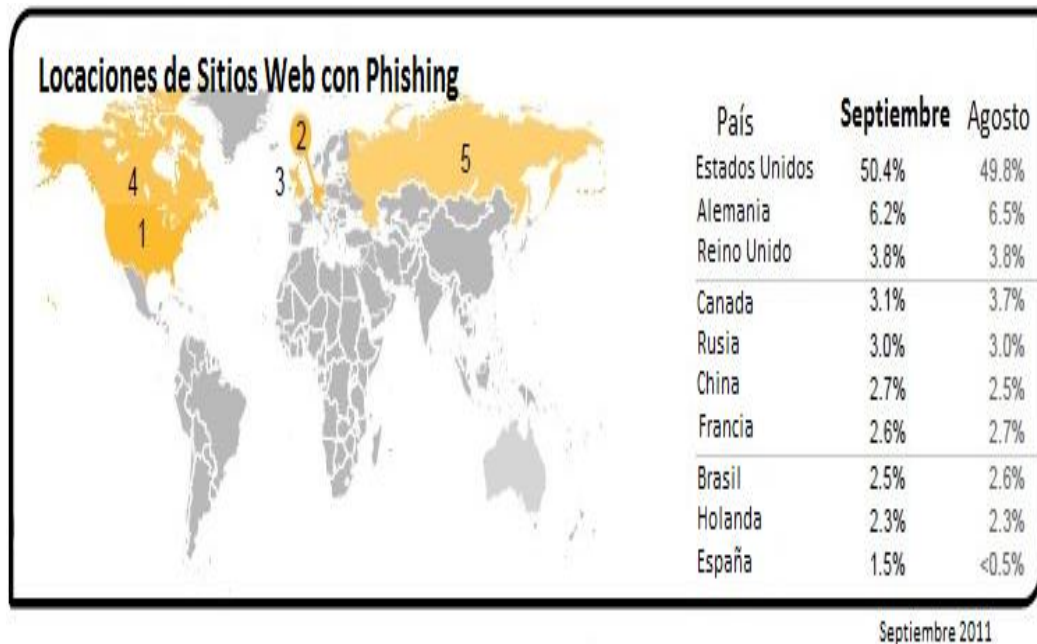 Locaciones de Sitios Web con Phishing
2
3
4
5
1
País Septiembre Agosto
Estados Unidos 50.4% 49.8%
Alemania 6.2% 6.5%
Reino Unido 3.8% 3.8%
Canada 3.1% 3.7%
Rusia 3.0% 3.0%
China 2.7% 2.5%
Francia 2.6% 2.7%
Brasil 2.5% 2.6%
Holanda 2.3% 2.3%
España 1.5% <0.5%
Septiembre 2011